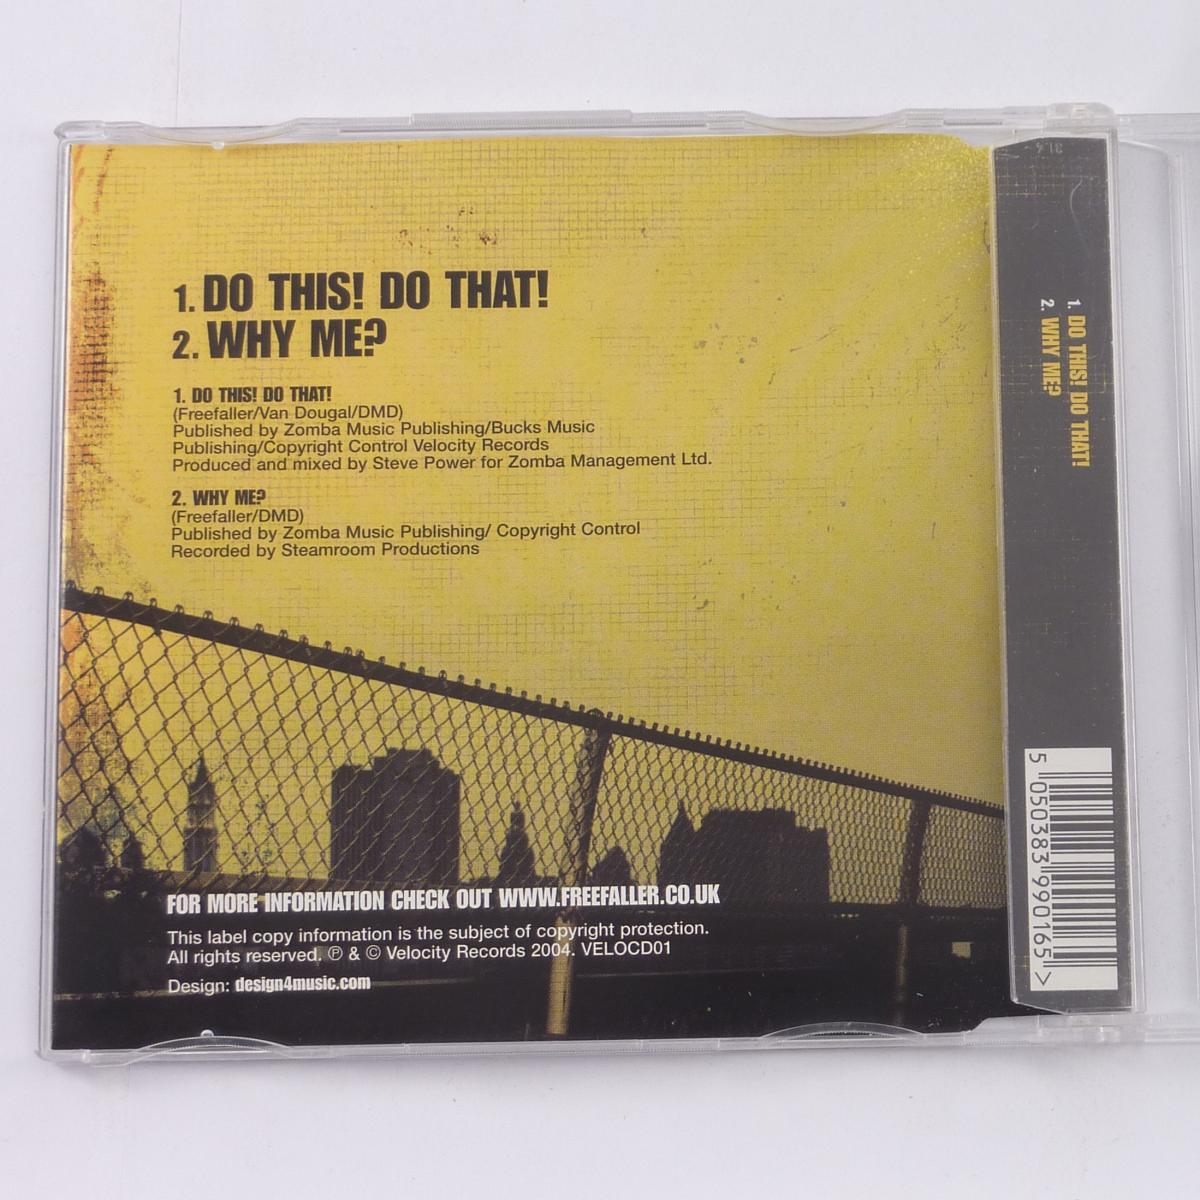 1. DO THIS! DO THAT!
2. WHY ME?
1. DO THIS! DO THAT!
(Freefaller/Van Dougal/DMD)
Published by Zomba Music Publishing/Bucks Music
Publishing/Copyright Control Velocity Records
Produced and mixed by Steve Power for Zomba Management Ltd.
2. WHY ME?
(Freefaller/DMD)
Published by Zomba Music Publishing/ Copyright Control
Recorded by Steamroom Productions
FOR MORE INFORMATION CHECK OUT WWW.FREEFALLER.CO.UK
This label copy information is the subject of copyright protection.
All rights reserved. ℗ & © Velocity Records 2004. VELOCD01
Design: design4music.com
1. DO THIS! DO THAT!
2. WHY ME?
5 050383 990165 >